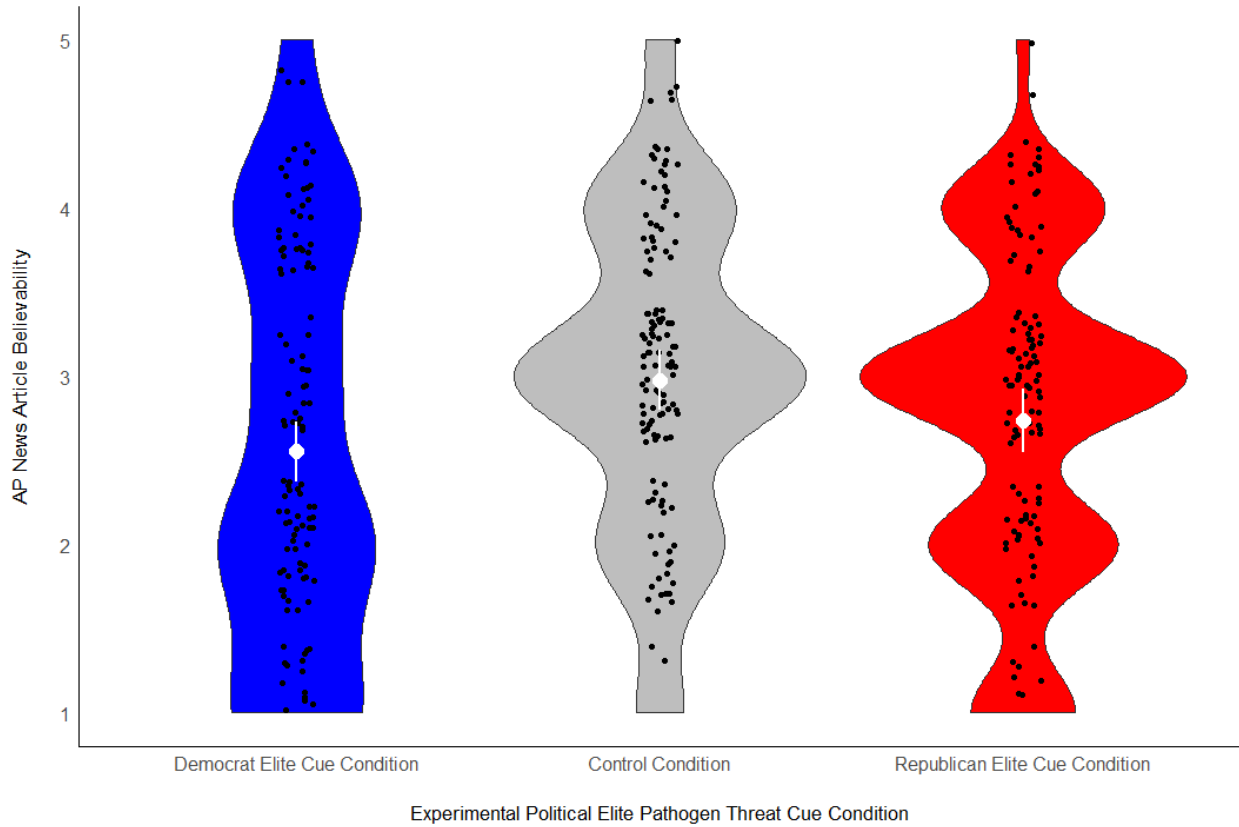 5
4
3
2
1
AP News Article Believability
Democrat Elite Cue Condition
Control Condition
Republican Elite Cue Condition
Experimental Political Elite Pathogen Threat Cue Condition